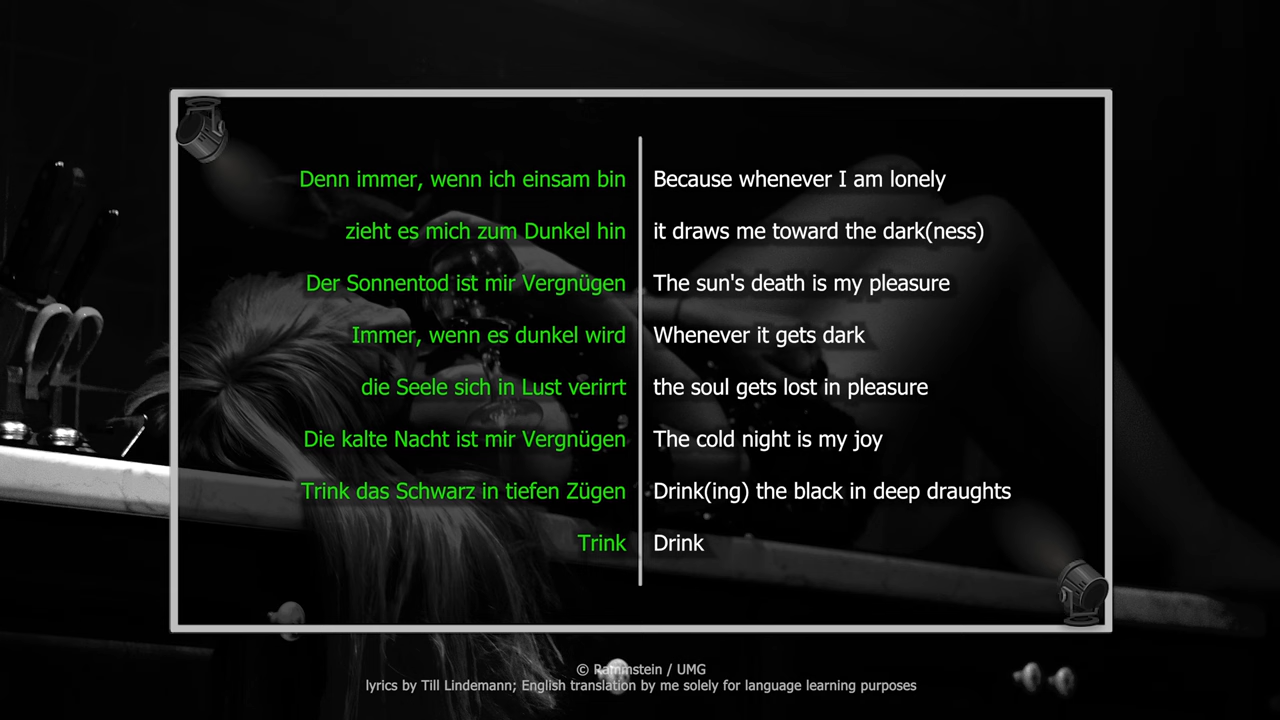 Denn immer, wenn ich einsam bin
zieht es mich zum Dunkel hin
Der Sonnentod ist mir Vergnügen
Immer, wenn es dunkel wird
die Seele sich in Lust verirrt
Die kalte Nacht ist mir Vergnügen
Trink das Schwarz in tiefen Zügen
Trink
Because whenever I am lonely
it draws me toward the dark(ness)
The sun's death is my pleasure
Whenever it gets dark
the soul gets lost in pleasure
The cold night is my joy
Drink(ing) the black in deep draughts
Drink
© Rammstein / UMG
lyrics by Till Lindemann; English translation by me solely for language learning purposes